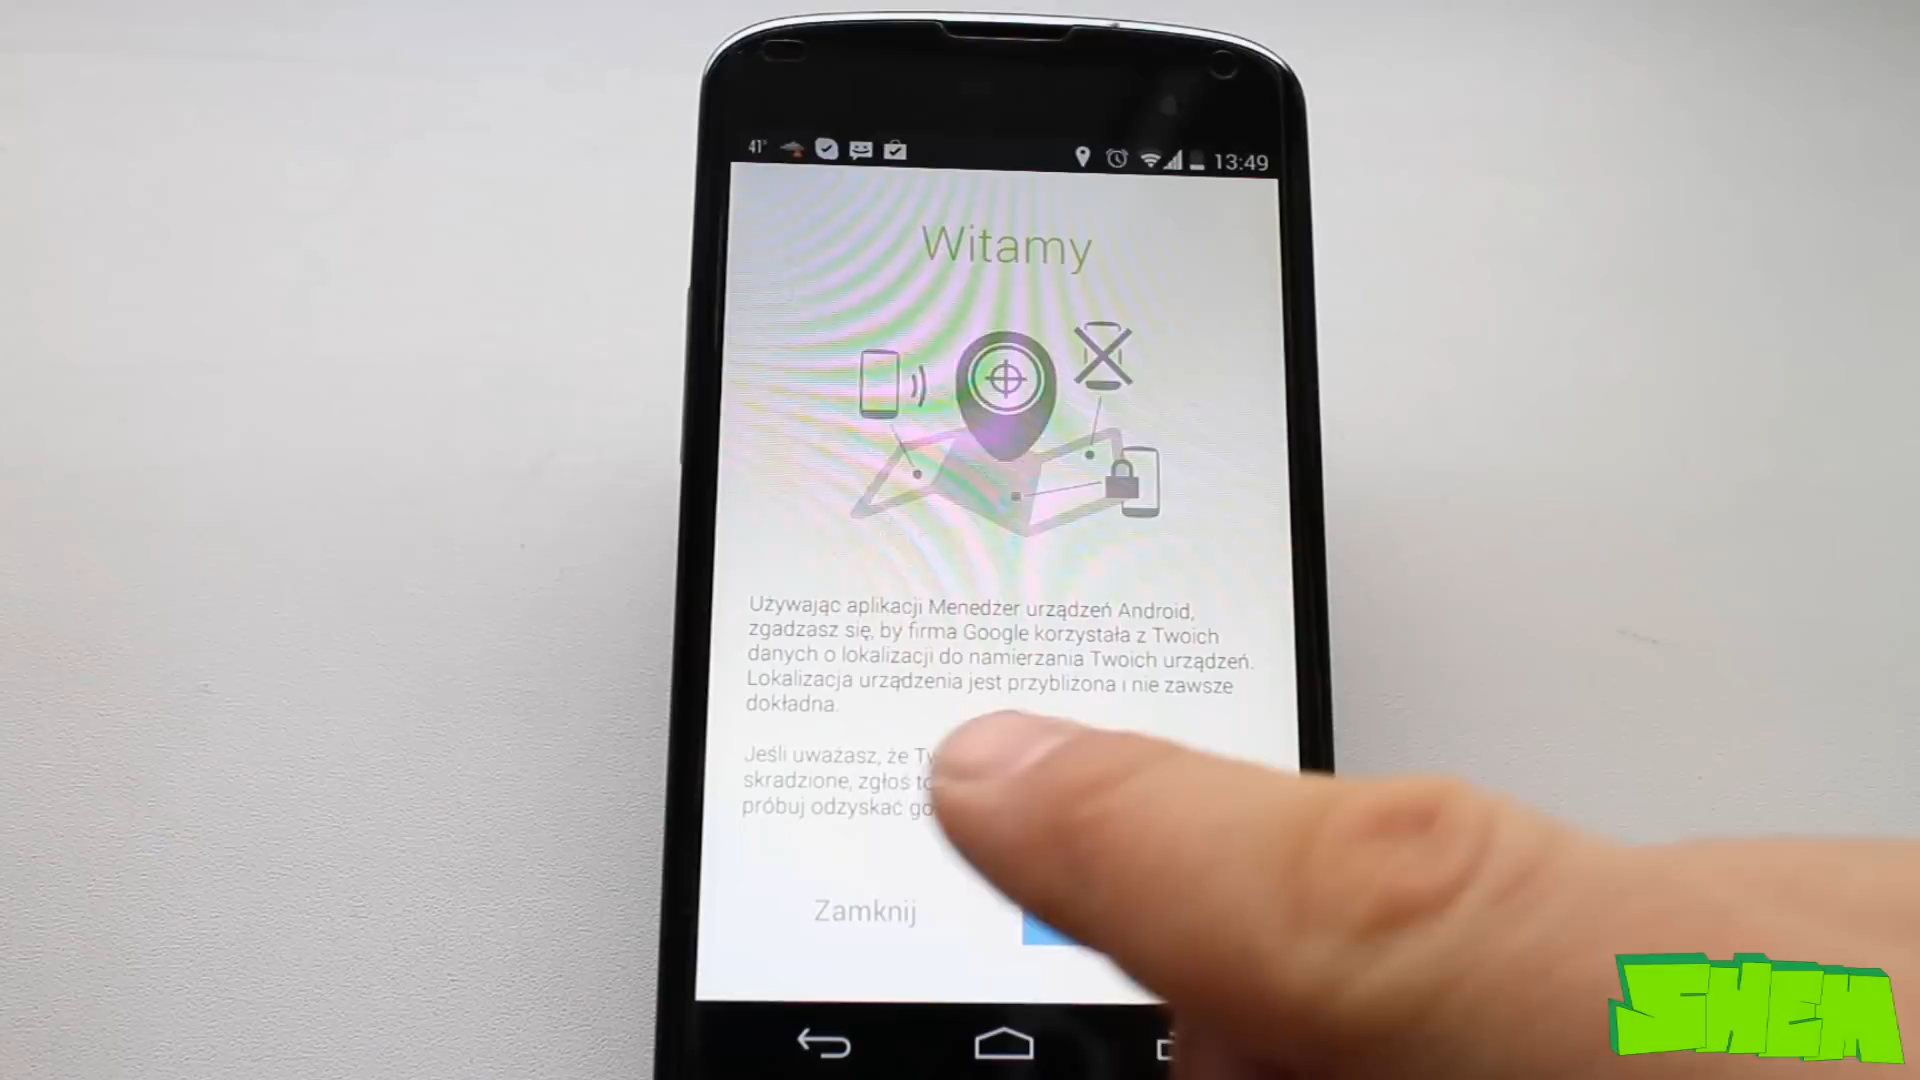 41°
13:49
Witamy
Używając aplikacji Menedżer urządzeń Android,
zgadzasz się, by firma Google korzystała z Twoich
danych o lokalizacji do namierzania Twoich urządzeń.
Lokalizacja urządzenia jest przybliżona i nie zawsze
dokładna.
Jeśli uważasz, że
skradzione, zgłoś
próbuj odzyskać
Zamknij
SHEM